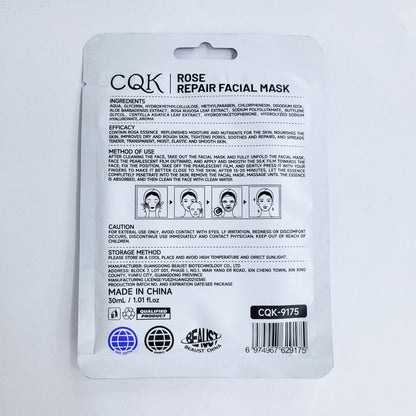 CQK
ROSE
REPAIR FACIAL MASK
INGREDIENTS
AQUA, GLYCERIN, HYDROXYETHYLCELLULOSE, METHYLPARABEN, CHLORPHENESIN, DISODIUM EDTA,
ALOE BARBADENSIS EXTRACT, ROSA RUGOSA LEAF EXTRACT, SODIUM POLYGLUTAMATE, BUTYLENE
GLYCOL, CENTELLA ASIATICA LEAF EXTRACT, HYDROXYACETOPHENONE, HYDROLYZED SODIUM
HYALURONATE, AROMA
EFFICACY
CONTAIN ROSA ESSENCE. REPLENISHES MOISTURE AND NUTRIENTS FOR THE SKIN, NOURISHES THE
SKIN, IMPROVES DRY AND ROUGH SKIN, TIGHTENS PORES, SOOTHES AND REPAIRS, AND SPREADS
TENDER, TRANSPARENT, MOIST, ELASTIC AND SMOOTH SKIN.
METHOD OF USE
AFTER CLEANING THE FACE, TAKE OUT THE FACIAL MASK AND FULLY UNFOLD THE FACIAL MASK,
FACE THE PEARLESCENT FILM OUTWARD, AND APPLY AND SMOOTH THE SILK FILM TOWARDS THE
FACE; FIX THE POSITION, TAKE OFF THE PEARLESCENT FILM, AND GENTLY PRESS IT WITH YOUR
FINGERS TO MAKE IT BETTER CLOSE TO THE SKIN. AFTER 15-20 MINUTES, LET THE ESSENCE
COMPLETELY PENETRATE INTO THE SKIN; REMOVE THE FACIAL MASK, MASSAGE UNTIL THE ESSENCE
IS ABSORBED, AND THEN CLEAN THE FACE WITH CLEAN WATER.
CAUTION
FOR EXTERAL USE ONLY, AVOID CONTACT WITH EYES. IF IRRITATION, REDNESS OR DISCOMFORT
OCCURS, DISCONTINUE USE IMMEDIATELY AND CONTACT PHYSICIAN. KEEP OUT OF REACH OF
CHILDREN.
STORAGE METHOD
PLEASE STORE IN A COOL PLACE AND AVOID HIGH TEMPERATURE AND DIRECT SUNLIGHT.
MANUFACTURER: GUANGDONG BEAUST BIOTECHNOLOGY CO., LTD
ADDRESS: BLOCK 7, LOT 001, PHASE I, NO.1, WAN YANG ER ROAD, XIN CHENG TOWN, XIN XING
COUNTY, YUNFU CITY, GUANGDONG PROVINCE
MANUFACTURING LICENSE:YUEZHUANG20210345
PRODUCTION BATCH NO. AND EXPIRATION DATE:SEE PACKAGE
MADE IN CHINA
30mL / 1.01 fl.oz
CQK-9175
QUALIFIED
PRODUCT
BEAUST
BEAUST CHINA
6 974967 629175